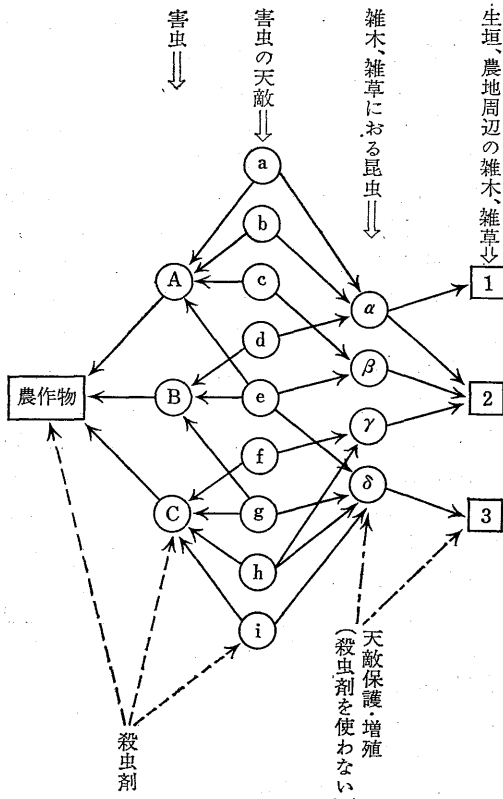 生垣、農地周辺の雑木、雑草
雑木、雑草におる昆虫
害虫の天敵
害虫
a
b
c
d
e
f
g
h
i
A
B
C
α
β
γ
δ
1
2
3
農作物
天敵保護・増殖
(殺虫剤を使わない
殺虫剤